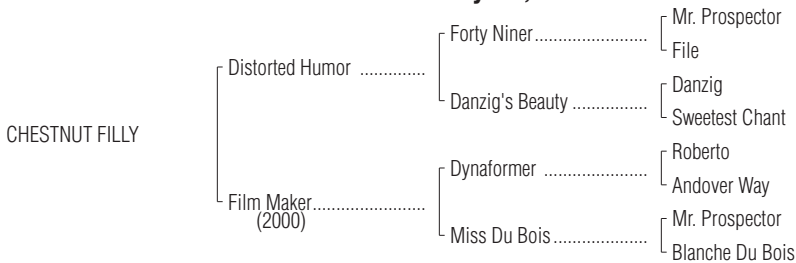 Mr. Prospector
Forty Niner
File
Distorted Humor
Danzig
Danzig's Beauty
Sweetest Chant
CHESTNUT FILLY
Roberto
Dynaformer
Andover Way
Film Maker
(2000)
Mr. Prospector
Miss Du Bois
Blanche Du Bois